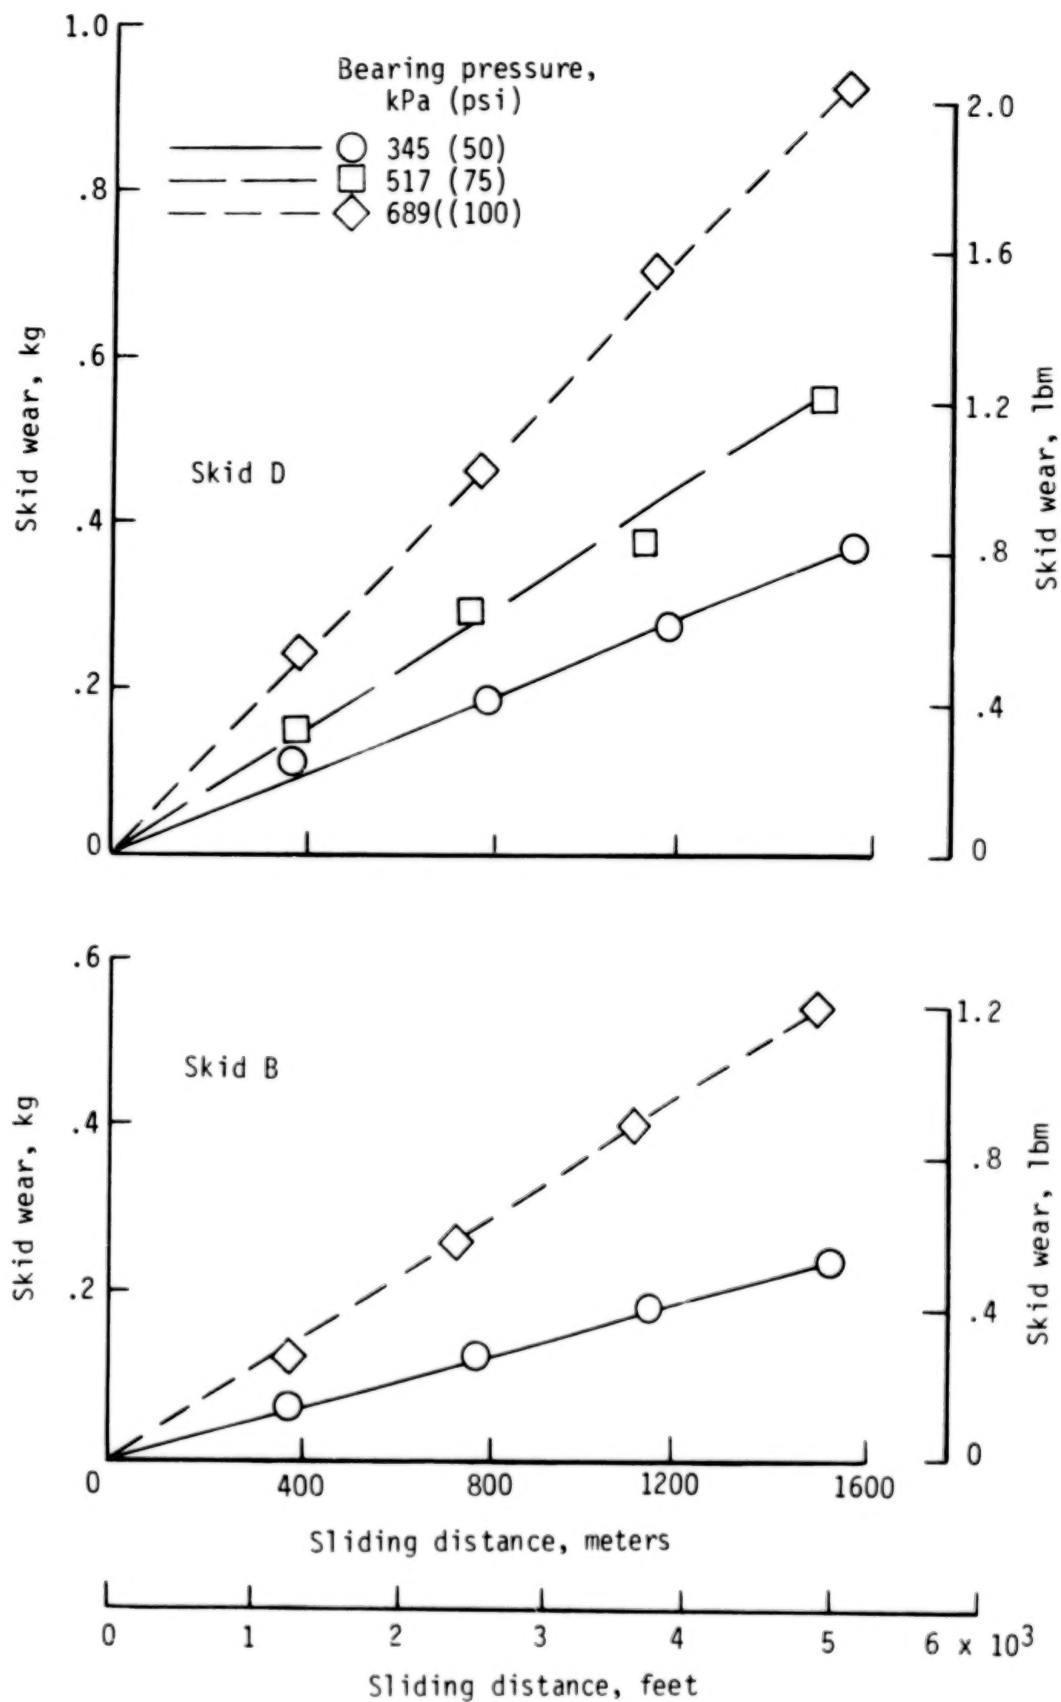 1.0
.8
.6
.4
.2
0
Skid wear, kg
Bearing pressure,
kPa (psi)
345 (50)
517 (75)
689((100)
Skid D
2.0
1.6
1.2
.8
.4
0
Skid wear, lbm
.6
.4
.2
0
Skid wear, kg
Skid B
1.2
.8
.4
0
Skid wear, lbm
400 800 1200 1600
Sliding distance, meters
0 1 2 3 4 5 6 x 10³
Sliding distance, feet